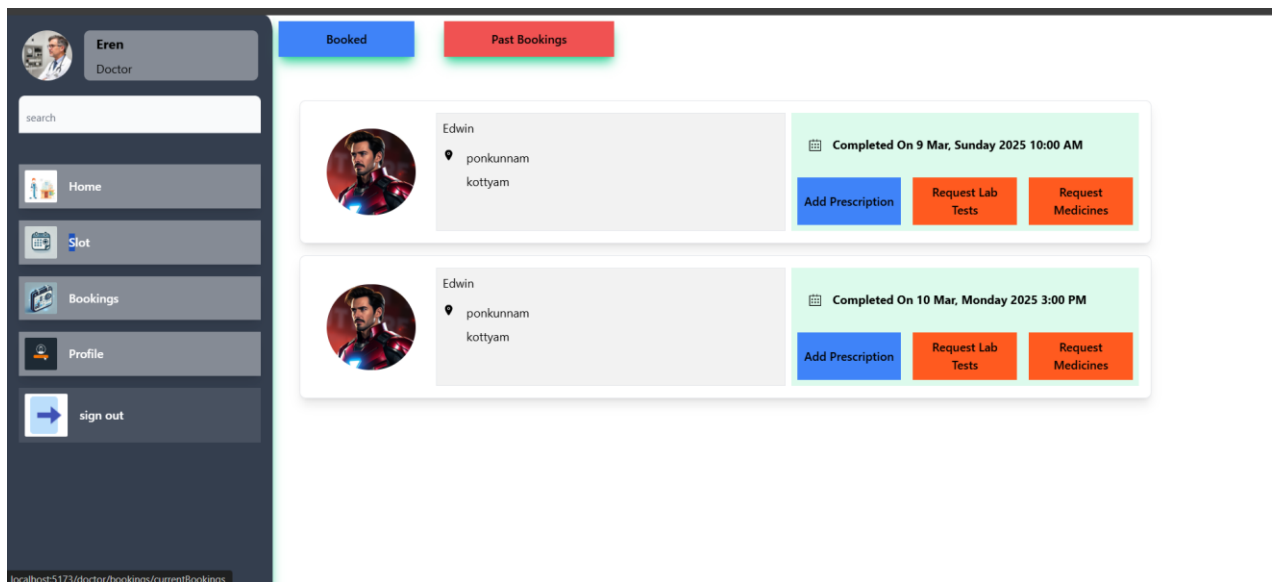 Eren
Doctor
search
Home
Slot
Bookings
Profile
sign out
Booked
Past Bookings
Edwin
ponkunnam
kottyam
Completed On 9 Mar, Sunday 2025 10:00 AM
Add Prescription
Request Lab
Tests
Request
Medicines
Edwin
ponkunnam
kottyam
Completed On 10 Mar, Monday 2025 3:00 PM
Add Prescription
Request Lab
Tests
Request
Medicines
localhost:5173/doctor/bookings/currentBookings